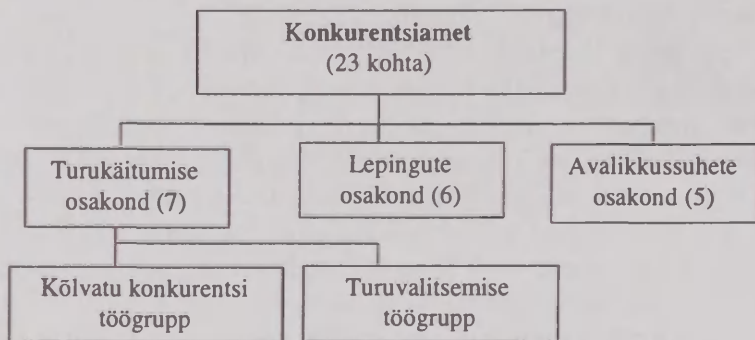 Konkurentsiamet
(23 kohta)
Turukäitumise
osakond (7)
Lepingute
osakond (6)
Avalikkussuhete
osakond (5)
Kõlvatu konkurentsi
töögrupp
Turuvalitsemise
töögrupp